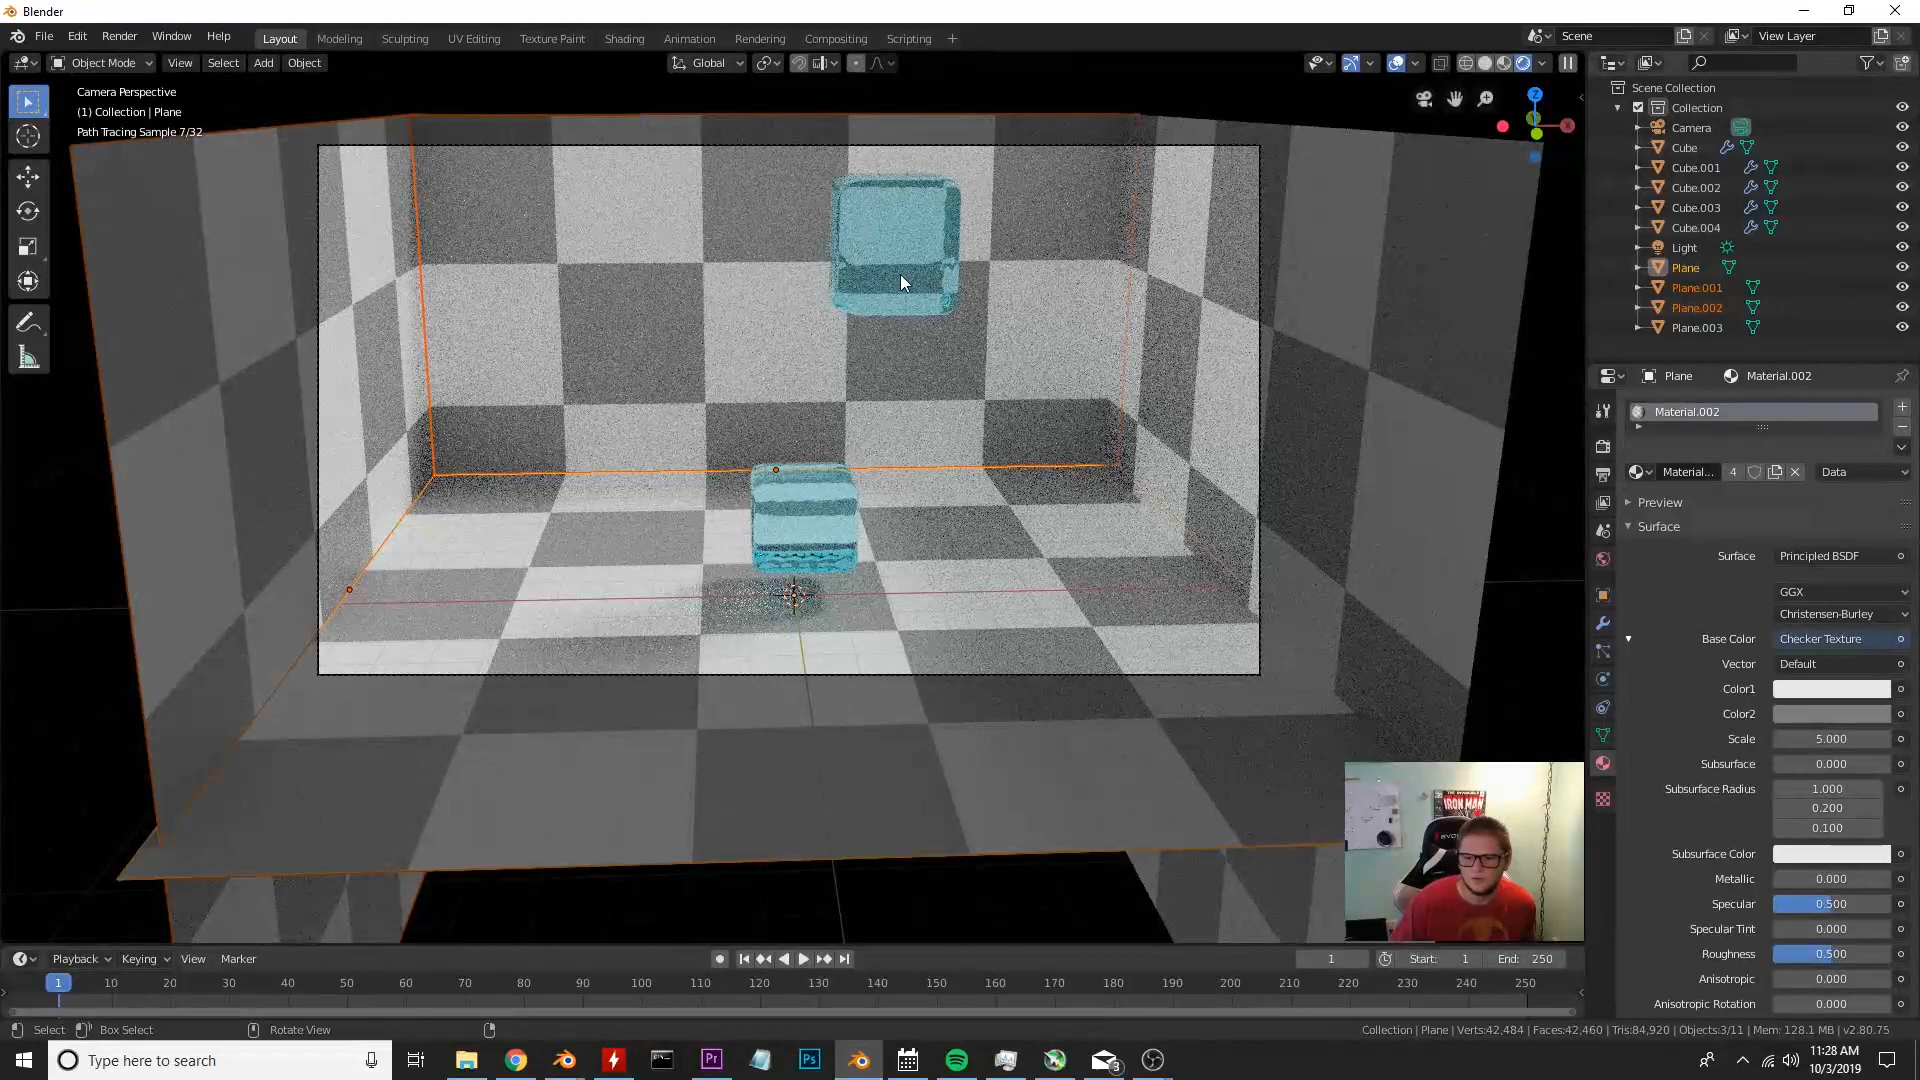 Blender
File Edit Render Window Help
Layout Modeling Sculpting UV Editing Texture Paint Shading Animation Rendering Compositing Scripting +
Scene
View Layer
Object Mode View Select Add Object
Global
Camera Perspective
(1) Collection | Plane
Path Tracing Sample 7/32
Z
Scene Collection
Collection
Camera
Cube
Cube.001
Cube.002
Cube.003
Cube.004
Light
Plane
Plane.001
Plane.002
Plane.003
Plane Material.002
Material.002
Material... 4 Data
Preview
Surface
Surface Principled BSDF
GGX
Christensen-Burley
Base Color Checker Texture
Vector Default
Color1
Color2
Scale 5.000
Subsurface 0.000
Subsurface Radius 1.000
0.200
0.100
Subsurface Color
Metallic 0.000
Specular 0.500
Specular Tint 0.000
Roughness 0.500
Anisotropic 0.000
Anisotropic Rotation 0.000
IRON MAN
Playback Keying View Marker
1 Start: 1 End: 250
1 10 20 30 40 50 60 70 80 90 100 110 120 130 140 150 160 170 180 190 200 210 220 230 240 250
Select Box Select Rotate View
Collection | Plane | Verts:42,484 | Faces:42,460 | Tris:84,920 | Objects:3/11 | Mem: 128.1 MB | v2.80.75
Type here to search
Pr
Ps
3
11:28 AM
10/3/2019